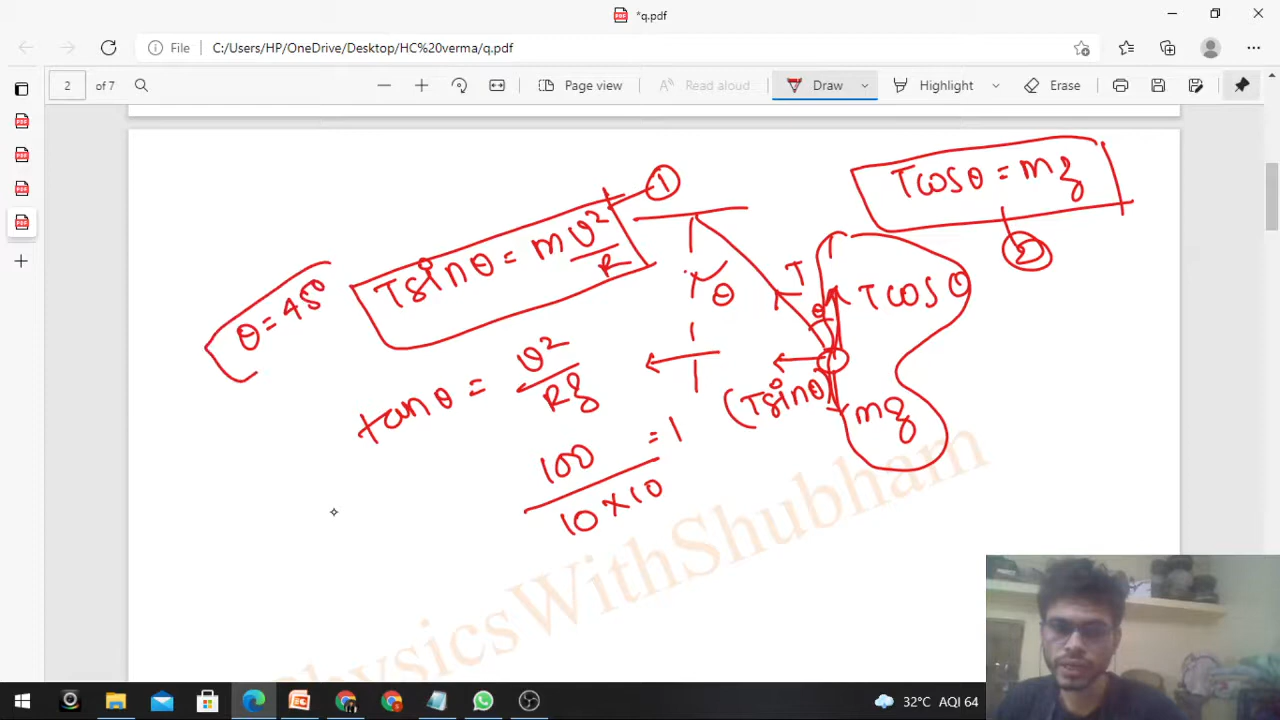 *q.pdf
File
C:/Users/HP/OneDrive/Desktop/HC%20verma/q.pdf
2
of 7
Page view
Read aloud
Draw
Highlight
Erase
Tcosθ = mg
②
①
Tsinθ = mv²/R
θ = 45°
θ
T
θ
Tcosθ
(Tsinθ)
mg
tanθ = v²/Rg
100/10×10 = 1
PhysicsWithShubham
32°C AQI 64